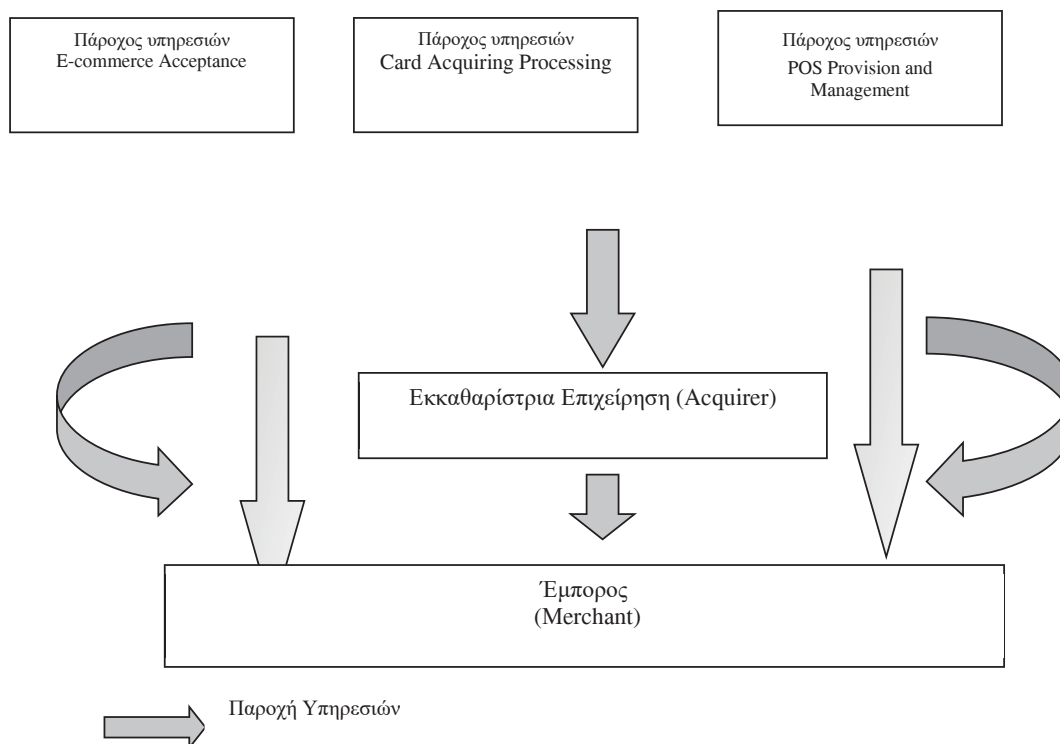 Πάροχος υπηρεσιών
E-commerce Acceptance
Πάροχος υπηρεσιών
Card Acquiring Processing
Πάροχος υπηρεσιών
POS Provision and
Management
Εκκαθαρίστρια Επιχείρηση (Acquirer)
Έμπορος
(Merchant)
Παροχή Υπηρεσιών